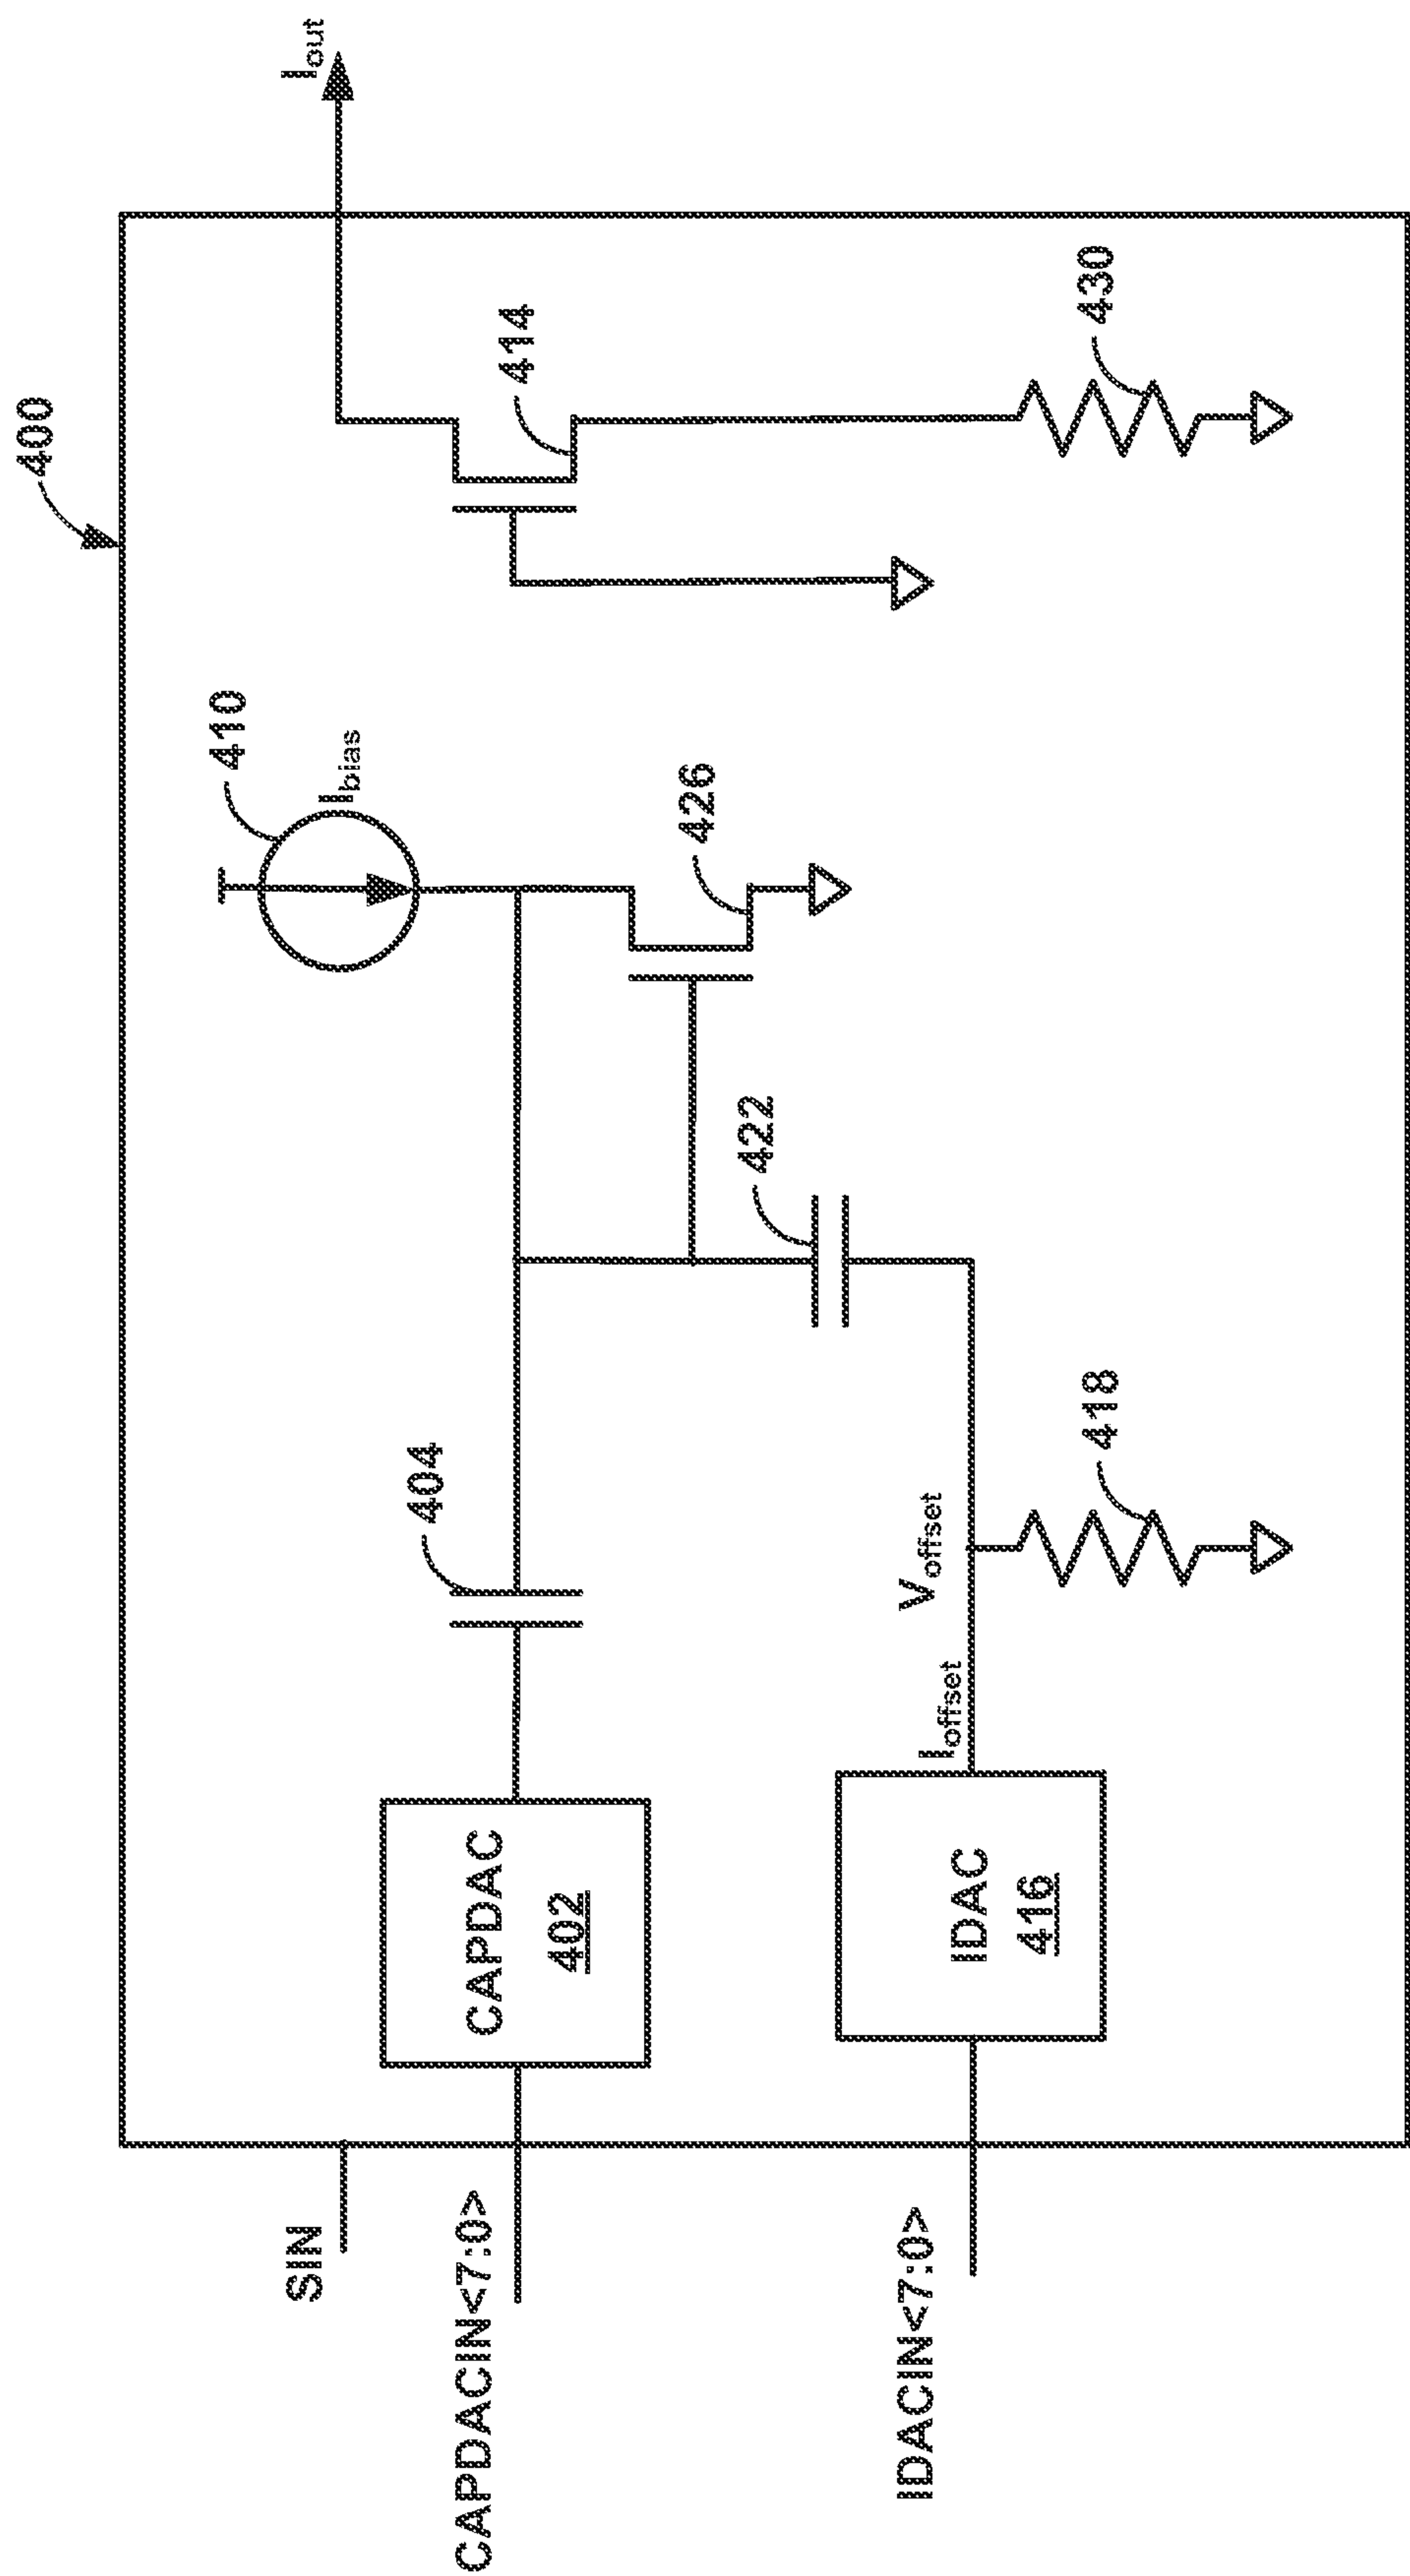 400
I_out
410
I_bias
414
404
426
SIN
CAPDAC
402
CAPDACIN<7:0>
422
430
V_offset
I_offset
418
IDAC
416
IDACIN<7:0>